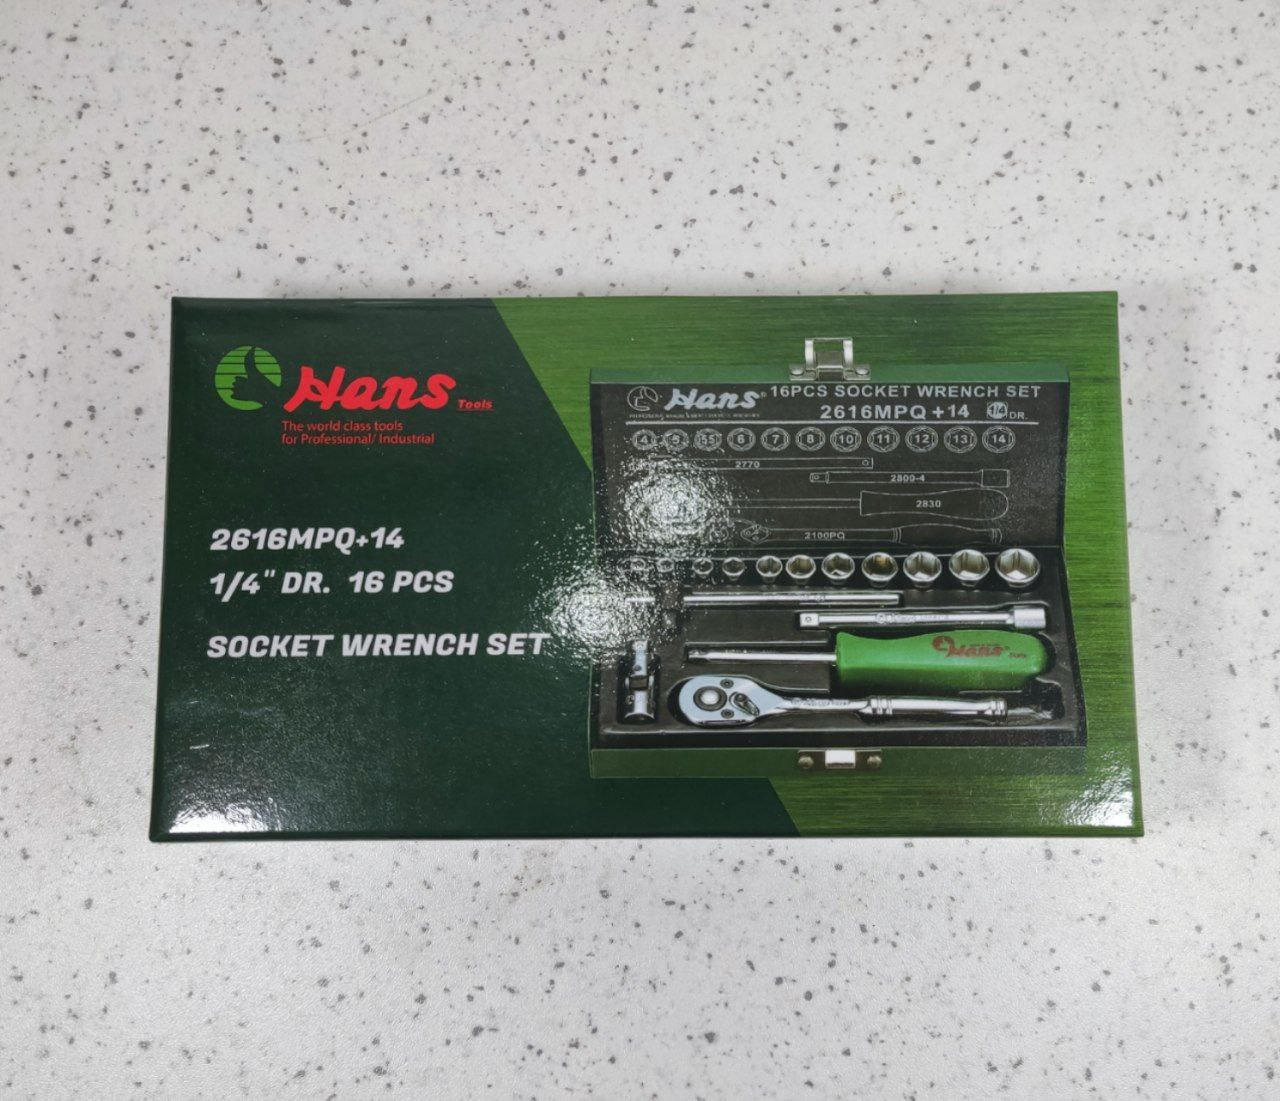 Hans Tools
The world class tools
for Professional/ Industrial
2616MPQ+14
1/4" DR. 16 PCS
SOCKET WRENCH SET
Hans® 16PCS SOCKET WRENCH SET
2616MPQ+14 1/4 DR.
4 5 5.5 6 7 8 10 11 12 13 14
2770
2800-4
2830
2100PQ
Hans